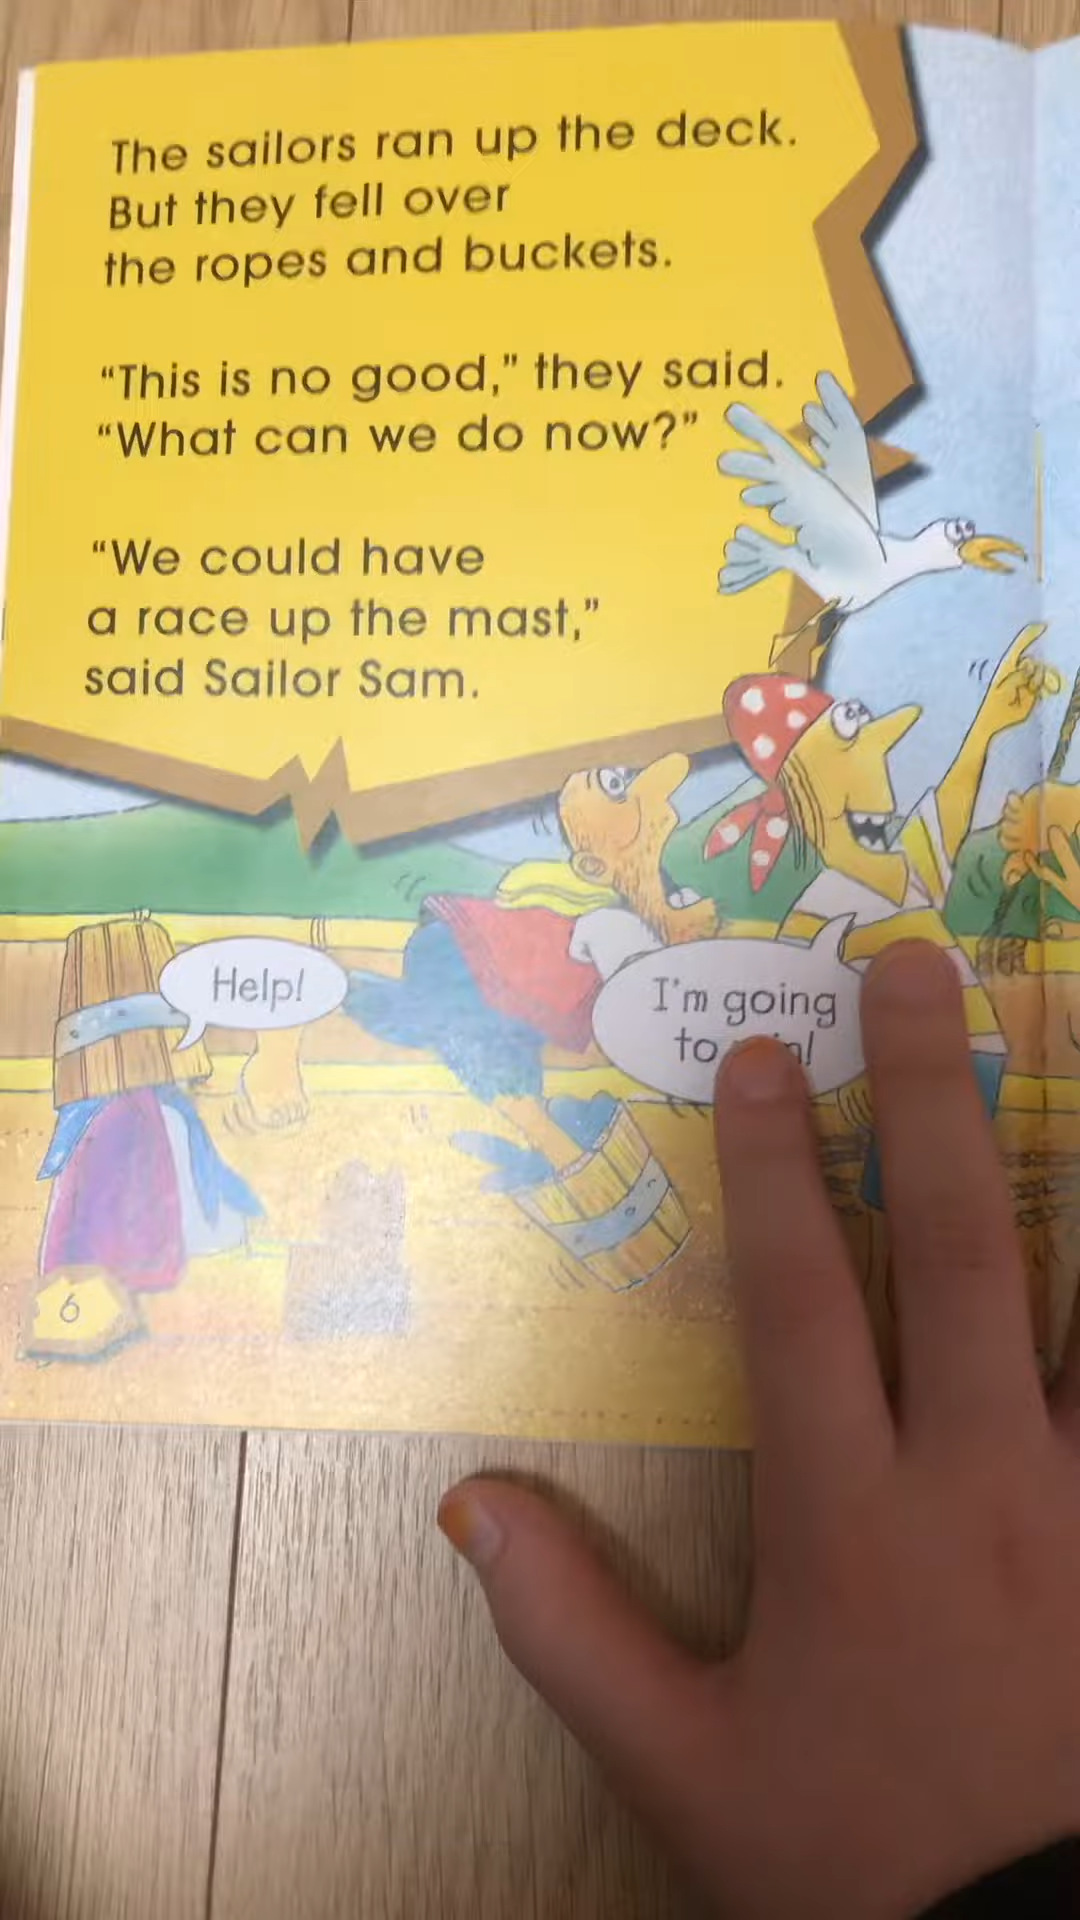 The sailors ran up the deck.
But they fell over
the ropes and buckets.
“This is no good,” they said.
“What can we do now?”
“We could have
a race up the mast,”
said Sailor Sam.
Help!
I'm going
to
6